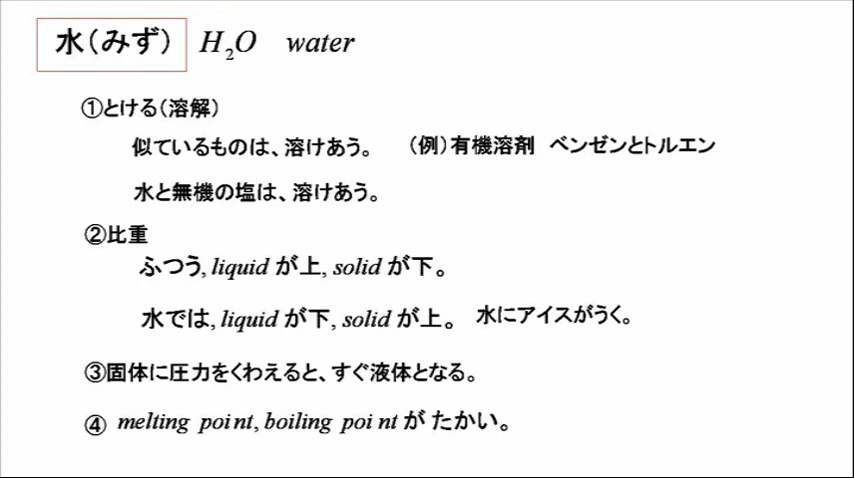 水(みず) H₂O water
①とける(溶解)
似ているものは、溶けあう。 (例)有機溶剤 ベンゼンとトルエン
水と無機の塩は、溶けあう。
②比重
ふつう, liquid が上, solid が下。
水では, liquid が下, solid が上。 水にアイスがうく。
③固体に圧力をくわえると、すぐ液体となる。
④ melting point, boiling point が たかい。